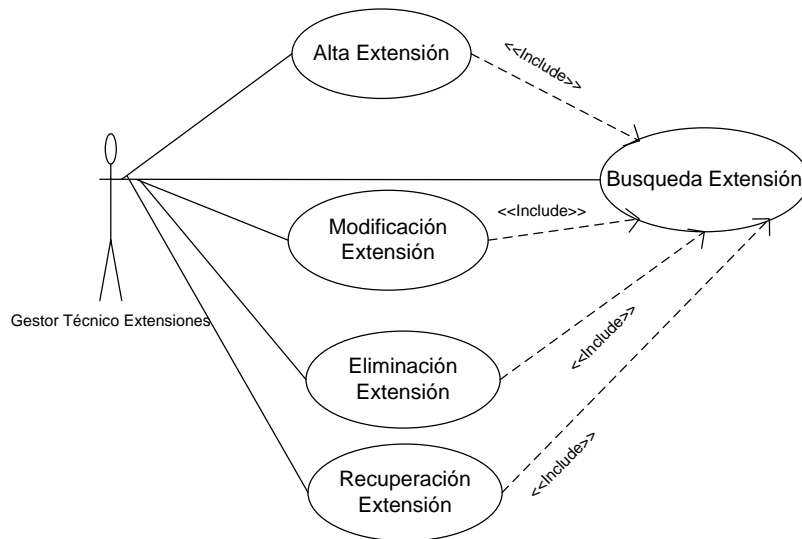 Alta Extensión
<<Include>>
Busqueda Extensión
Modificación
Extensión
<<Include>>
Gestor Técnico Extensiones
Eliminación
Extensión
<<Include>>
Recuperación
Extensión
<<Include>>